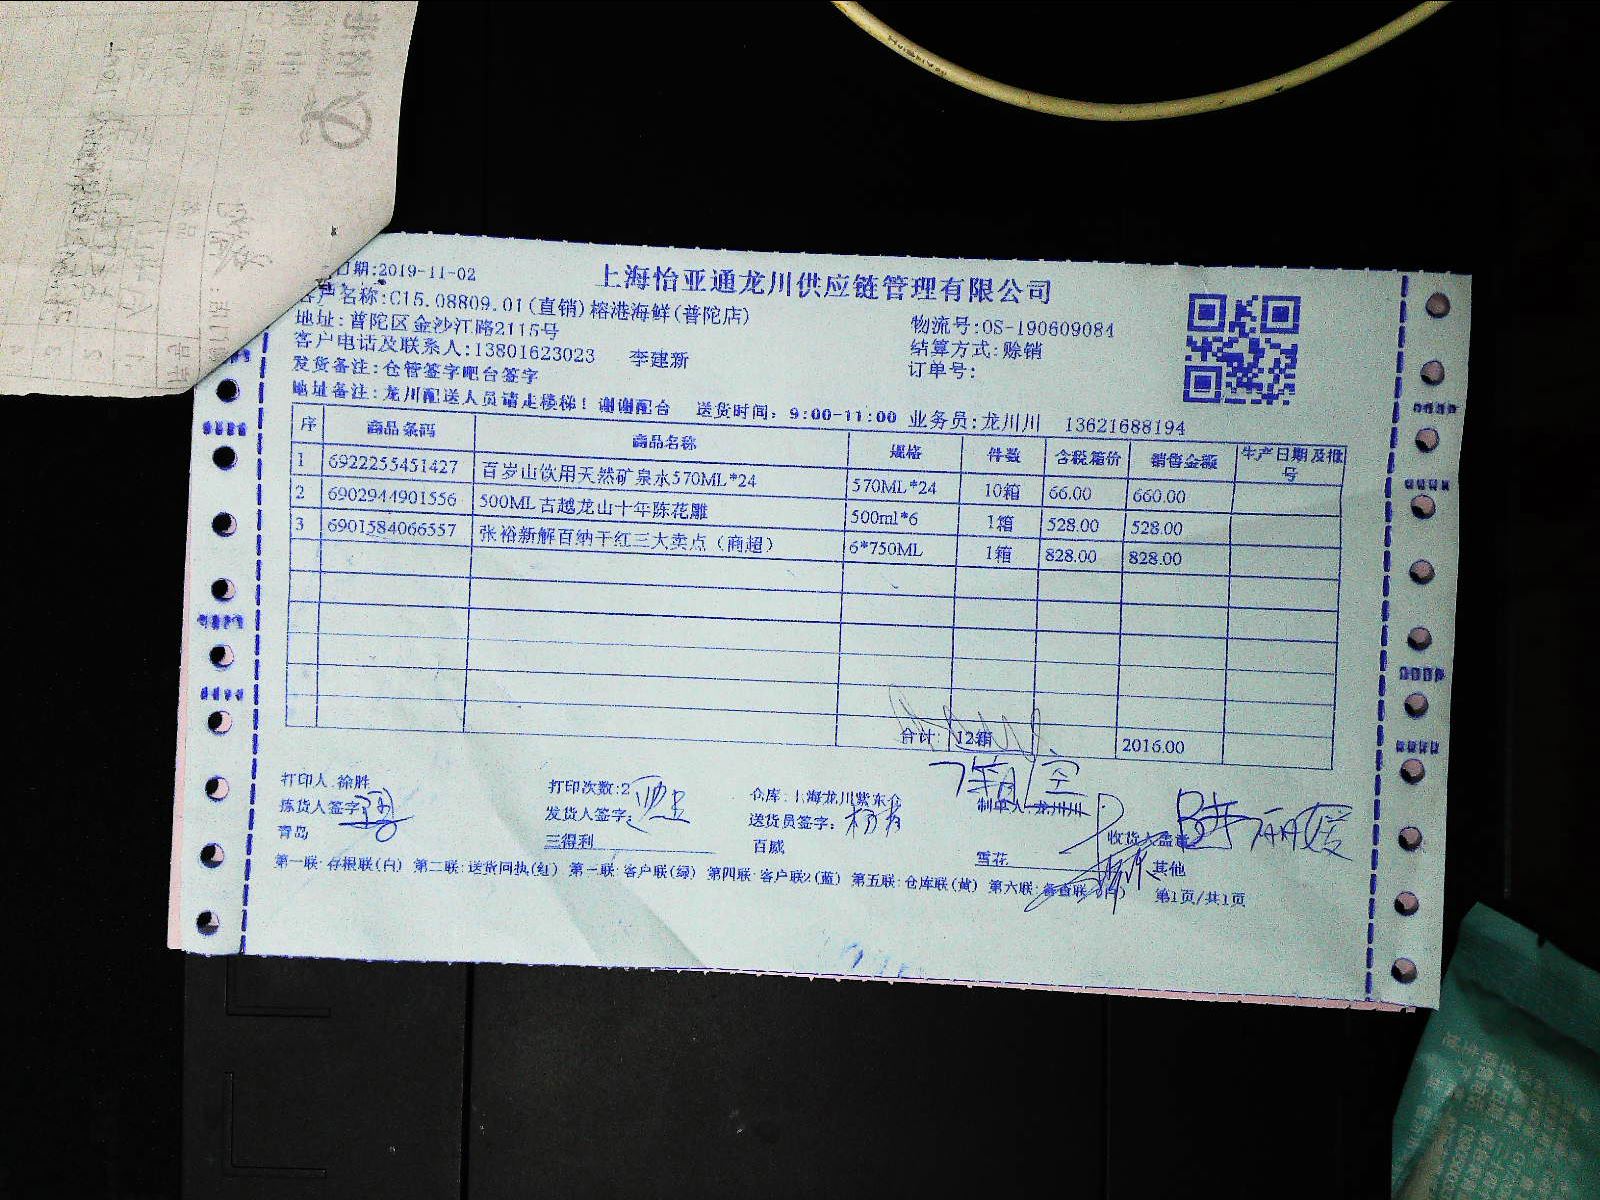 上海怡亚通龙川供应链管理有限公司
日期:2019-11-02
客户名称:C15.08809.01(直销)榕港海鲜(普陀店)
地址:普陀区金沙江路2115号 物流号:OS-190609084
客户电话及联系人:13801623023 李建新 结算方式:赊销
发货备注:仓管签字吧台签字 订单号:
地址备注:龙川配送人员请走楼梯!谢谢配合 送货时间:9:00-11:00 业务员:龙川川 13621688194
序 商品条码 商品名称 规格 件数 含税箱价 销售金额 生产日期及批号
1 6922255451427 百岁山饮用天然矿泉水570ML*24 570ML*24 10箱 66.00 660.00
2 6902944901556 500ML古越龙山十年陈花雕 500ml*6 1箱 528.00 528.00
3 6901584066557 张裕新解百纳干红三大卖点(商超) 6*750ML 1箱 828.00 828.00
合计: 12箱 2016.00
打印人:徐胜 打印次数:2 仓库:上海龙川紫东仓 制单人:龙川川
拣货人签字: 发货人签字: 送货员签字: 收货人盖章
青岛 三得利 百威 雪花 其他
第一联:存根联(白) 第二联:送货回执(红) 第一联:客户联(绿) 第四联:客户联2(蓝) 第五联:仓库联(黄) 第六联:备查联 第1页/共1页